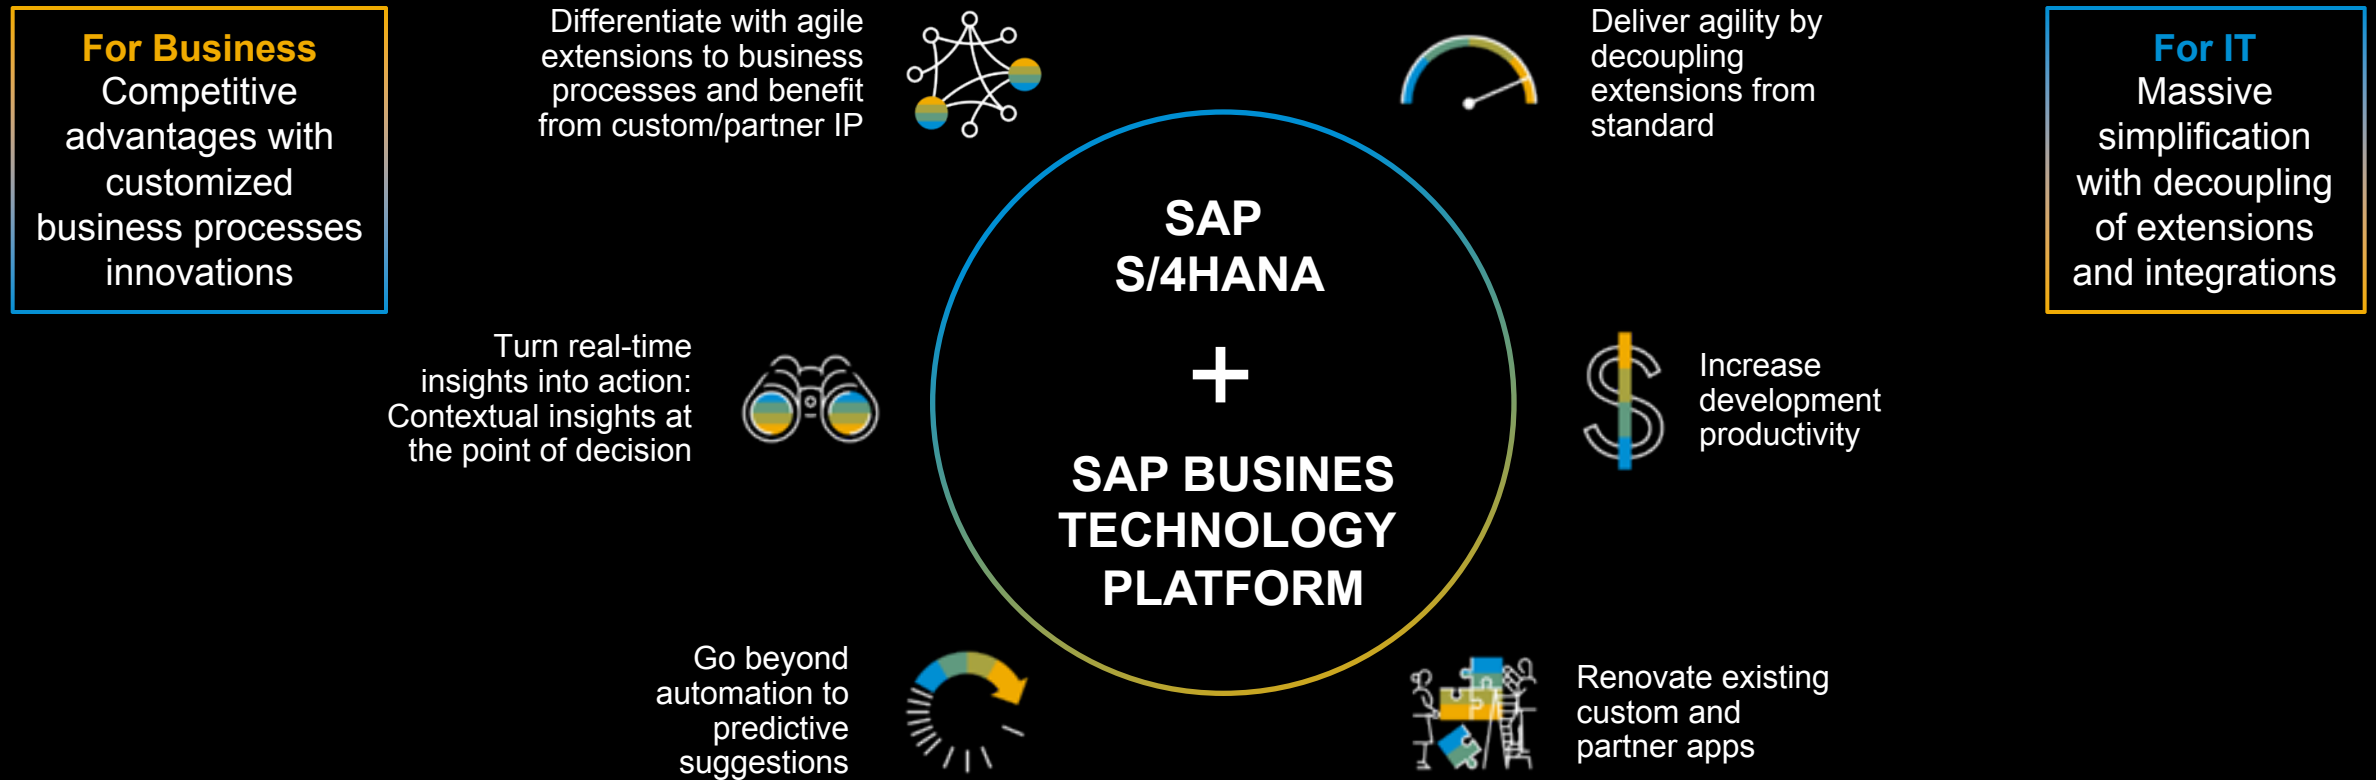 For Business
Competitive
advantages with
customized
business processes
innovations
Differentiate with agile
extensions to business
processes and benefit
from custom/partner IP
Turn real-time
insights into action:
Contextual insights at
the point of decision
Go beyond
automation to
predictive
suggestions
SAP
S/4HANA
+
SAP BUSINES
TECHNOLOGY
PLATFORM
Deliver agility by
decoupling
extensions from
standard
Increase
development
productivity
Renovate existing
custom and
partner apps
For IT
Massive
simplification
with decoupling
of extensions
and integrations